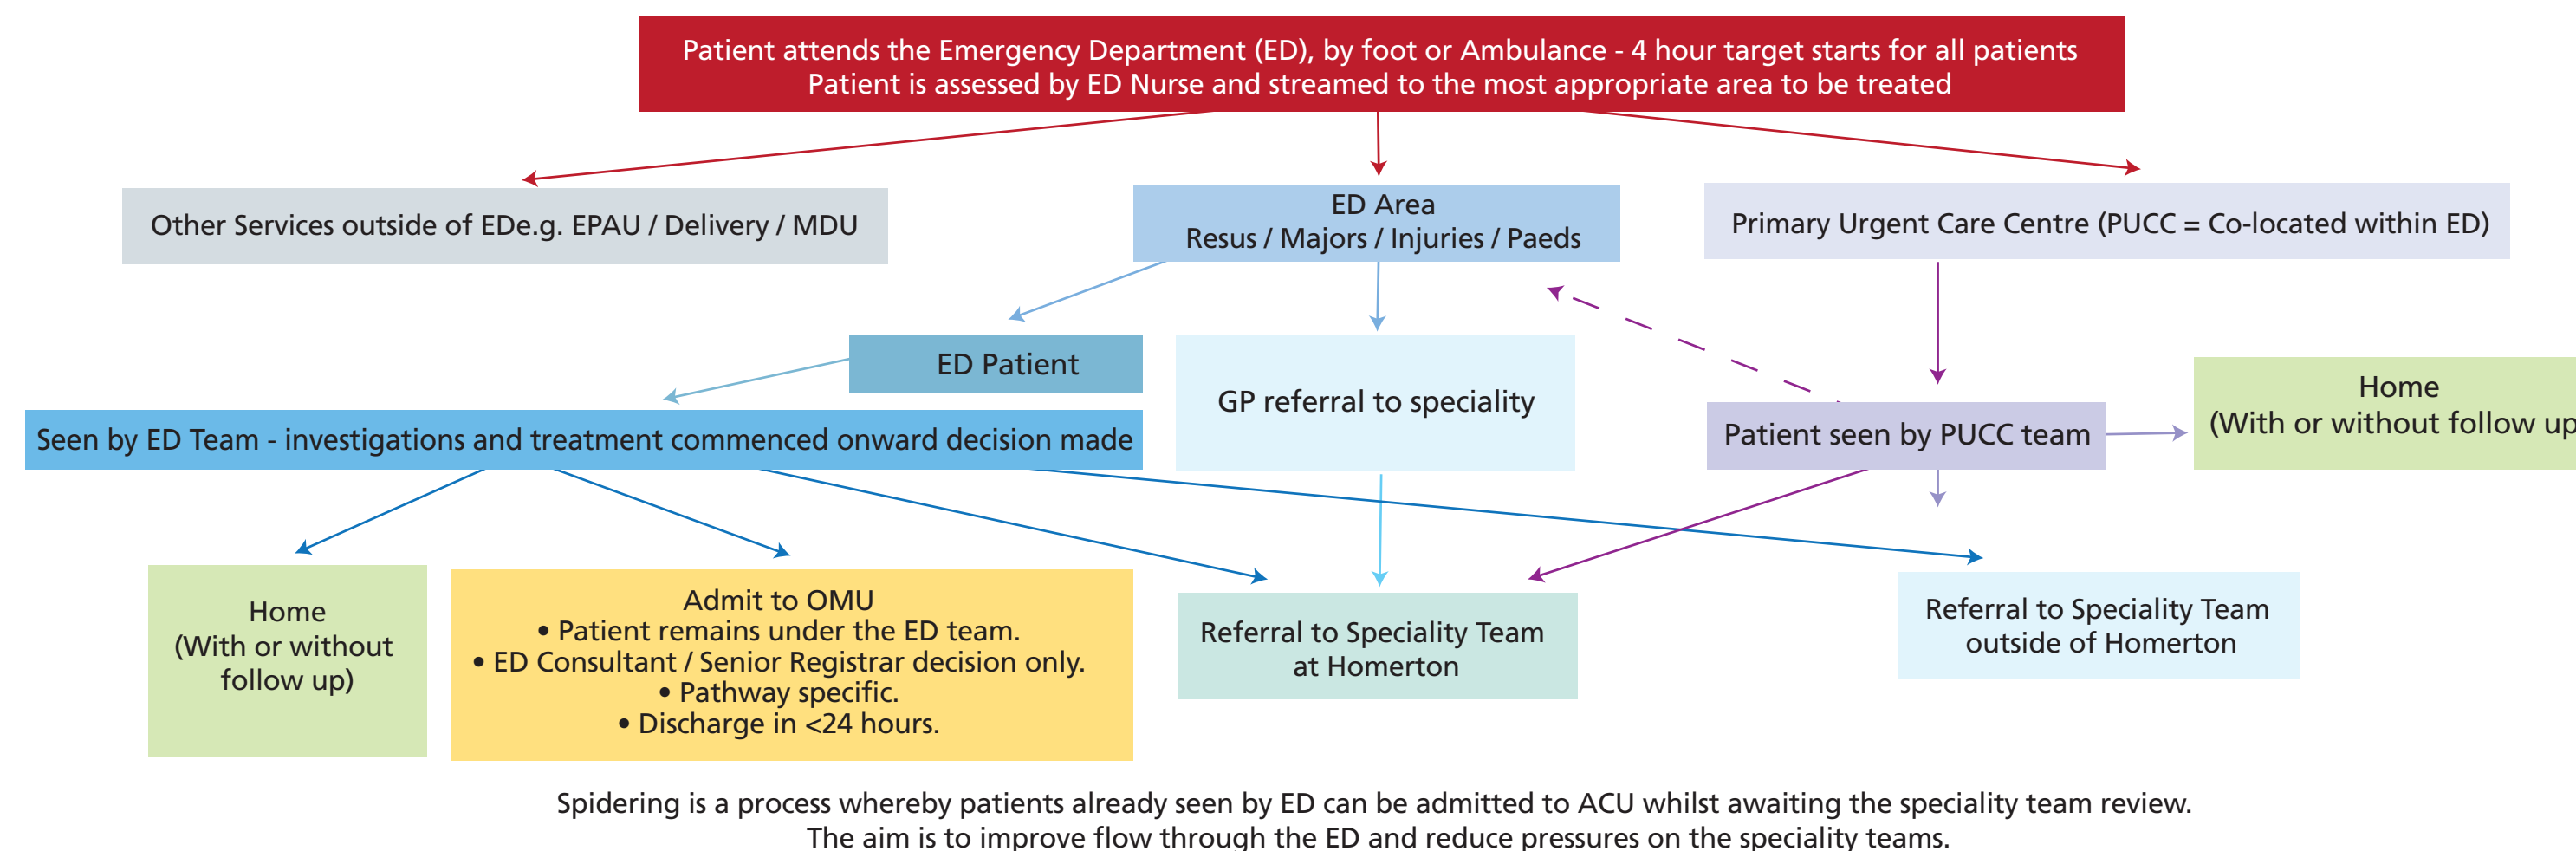 Patient attends the Emergency Department (ED), by foot or Ambulance - 4 hour target starts for all patients
Patient is assessed by ED Nurse and streamed to the most appropriate area to be treated
Other Services outside of EDe.g. EPAU / Delivery / MDU
ED Area
Resus / Majors / Injuries / Paeds
Primary Urgent Care Centre (PUCC = Co-located within ED)
ED Patient
GP referral to speciality
Home
(With or without follow up
Seen by ED Team - investigations and treatment commenced onward decision made
Patient seen by PUCC team
Home
(With or without
follow up)
Admit to OMU
• Patient remains under the ED team.
• ED Consultant / Senior Registrar decision only.
• Pathway specific.
• Discharge in <24 hours.
Referral to Speciality Team
at Homerton
Referral to Speciality Team
outside of Homerton
Spidering is a process whereby patients already seen by ED can be admitted to ACU whilst awaiting the speciality team review.
The aim is to improve flow through the ED and reduce pressures on the speciality teams.